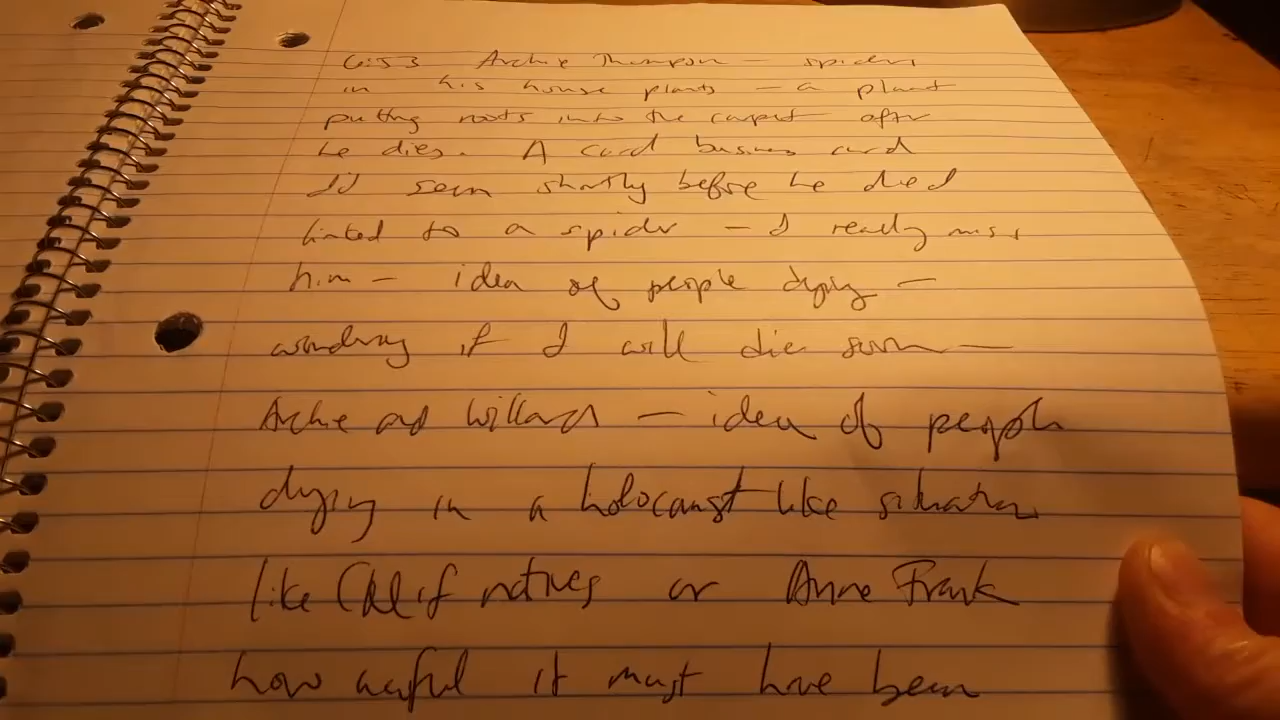 6:53 Archie Thompson - spiders
in his house plants - a plant
putting roots into the carpet after
he dies. A card business card
I'd seen shortly before he died
linked to a spider - I really miss
him - idea of people dying -
wondring if I will die soon -
Archie and Willard - idea of people
dying in a holocaust like situation
like Calif natives or Anne Frank
how awful it must have been